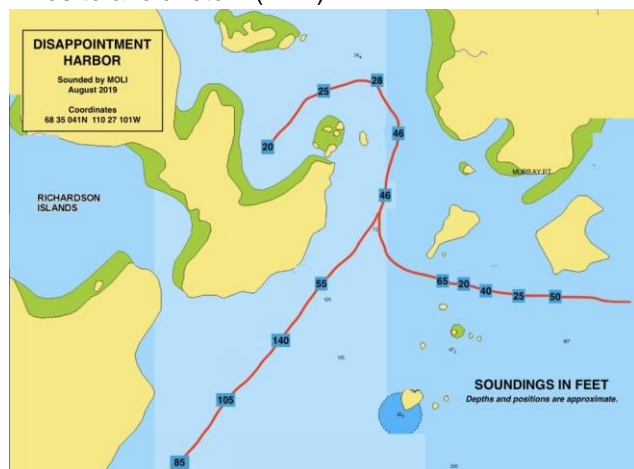 DISAPPOINTMENT
HARBOR
Sounded by MOLI
August 2019
Coordinates
68 35 041N 110 27 101W
28
25
46
20
MURRAY PT.
RICHARDSON
ISLANDS
46
65
20
40
55
25
50
140
SOUNDINGS IN FEET
Depths and positions are approximate.
105
85